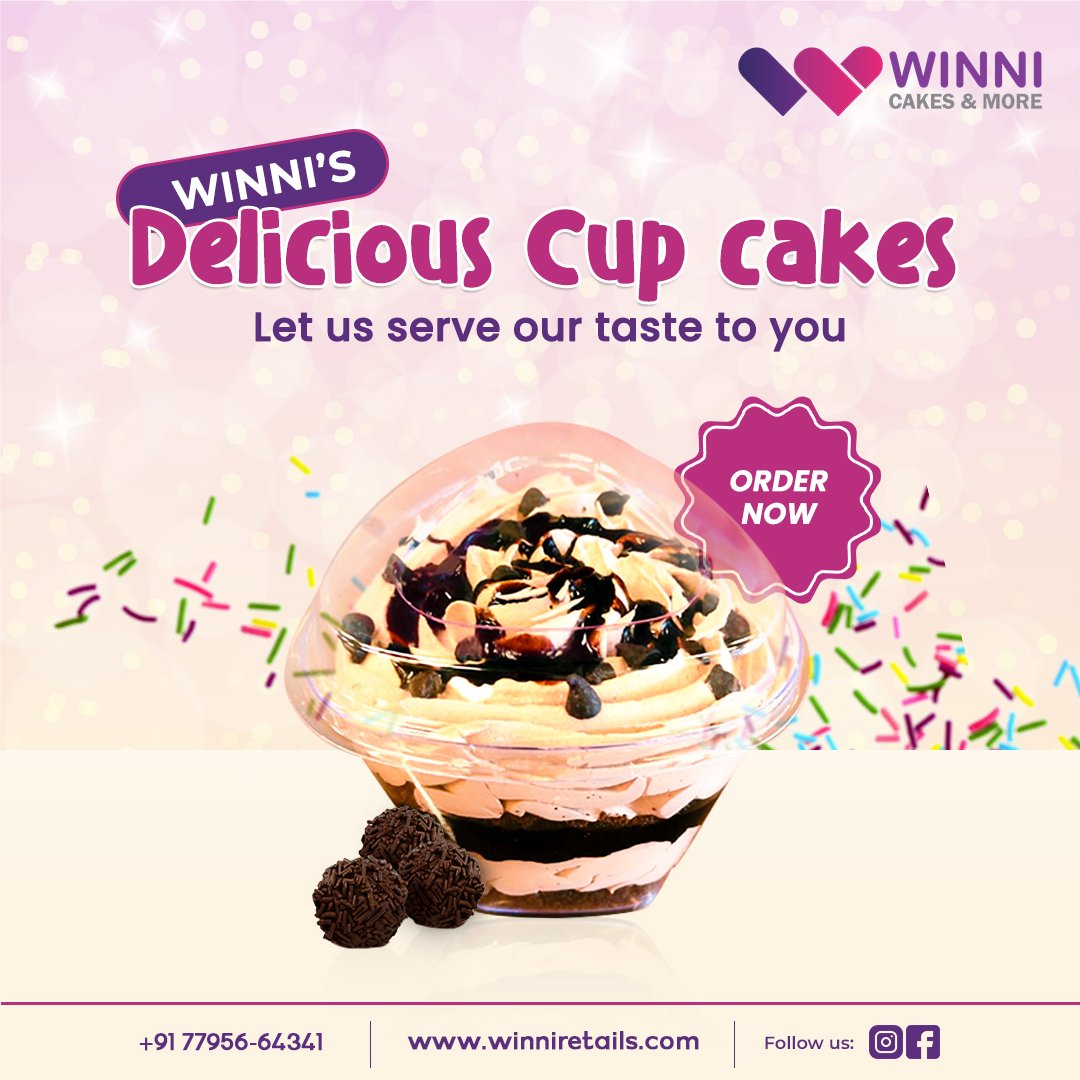 WINNI
CAKES & MORE
WINNI'S
Delicious Cup cakes
Let us serve our taste to you
ORDER
NOW
+91 77956-64341
www.winniretails.com
Follow us: